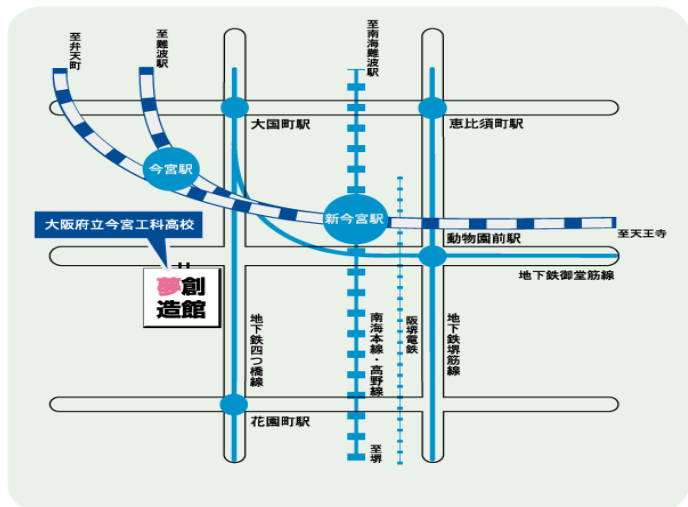 至弁天町
至難波駅
至南海難波駅
大国町駅
恵比須町駅
今宮駅
新今宮駅
大阪府立今宮工科高校
動物園前駅
至天王寺
地下鉄御堂筋線
夢創
造館
地下鉄四つ橋線
南海本線・高野線
阪堺電鉄
地下鉄堺筋線
花園町駅
至堺